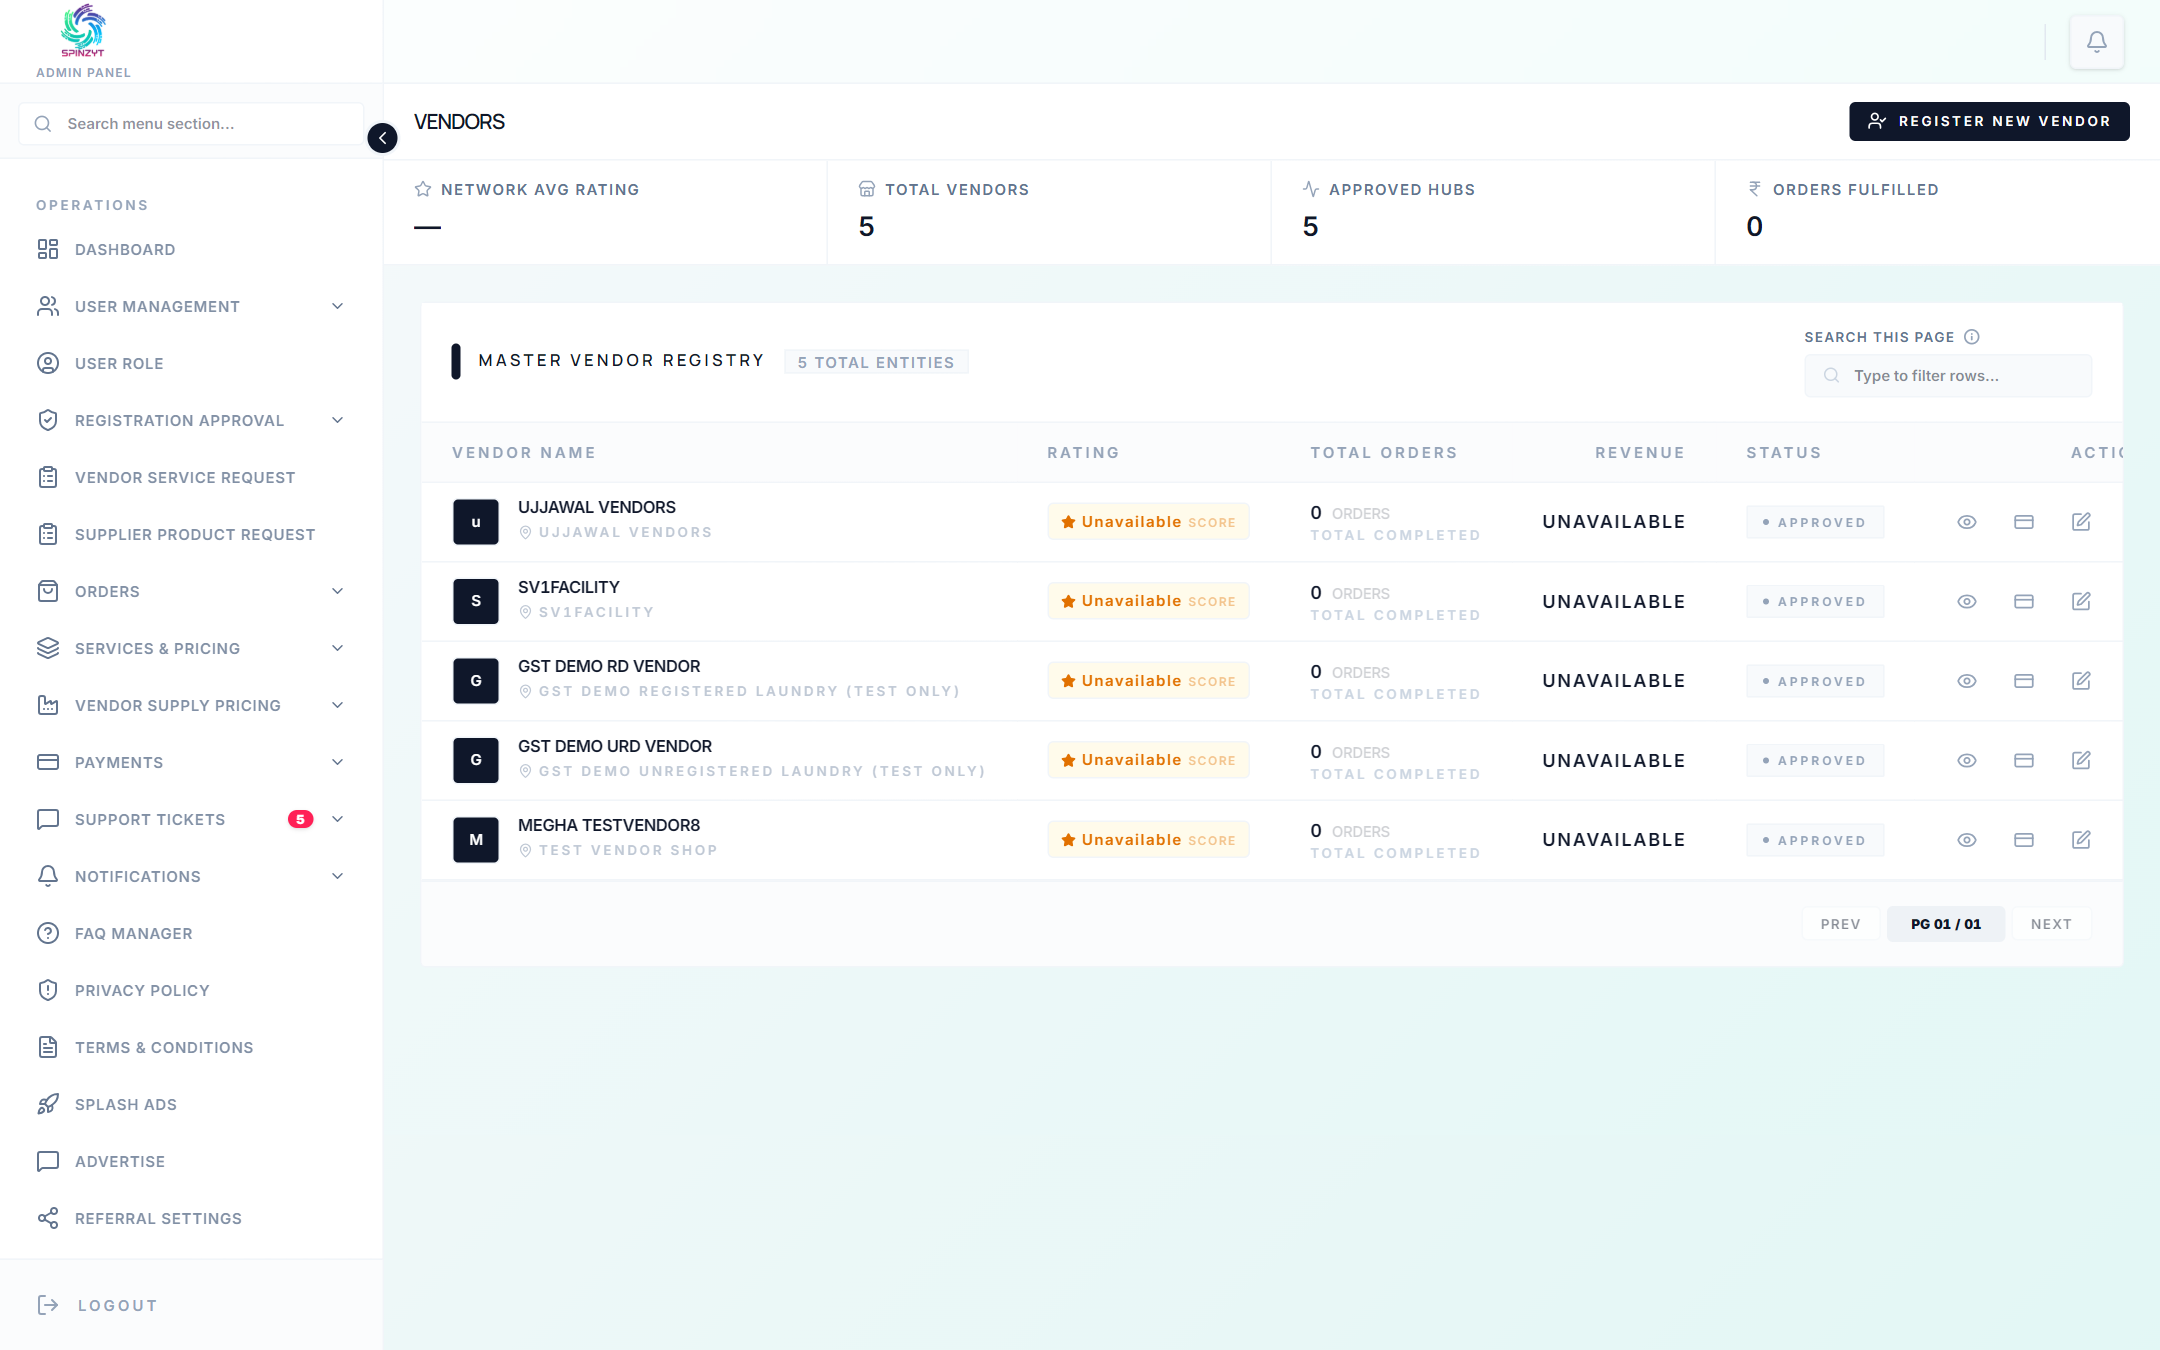 SPINZYT
ADMIN PANEL
Search menu section...
OPERATIONS
DASHBOARD
USER MANAGEMENT
USER ROLE
REGISTRATION APPROVAL
VENDOR SERVICE REQUEST
SUPPLIER PRODUCT REQUEST
ORDERS
SERVICES & PRICING
VENDOR SUPPLY PRICING
PAYMENTS
SUPPORT TICKETS 5
NOTIFICATIONS
FAQ MANAGER
PRIVACY POLICY
TERMS & CONDITIONS
SPLASH ADS
ADVERTISE
REFERRAL SETTINGS
LOGOUT
VENDORS
REGISTER NEW VENDOR
NETWORK AVG RATING
—
TOTAL VENDORS
5
APPROVED HUBS
5
ORDERS FULFILLED
0
MASTER VENDOR REGISTRY 5 TOTAL ENTITIES
SEARCH THIS PAGE
Type to filter rows...
VENDOR NAME RATING TOTAL ORDERS REVENUE STATUS ACTIC
u UJJAWAL VENDORS
UJJAWAL VENDORS
Unavailable SCORE
0 ORDERS
TOTAL COMPLETED
UNAVAILABLE
APPROVED
S SV1FACILITY
SV1FACILITY
Unavailable SCORE
0 ORDERS
TOTAL COMPLETED
UNAVAILABLE
APPROVED
G GST DEMO RD VENDOR
GST DEMO REGISTERED LAUNDRY (TEST ONLY)
Unavailable SCORE
0 ORDERS
TOTAL COMPLETED
UNAVAILABLE
APPROVED
G GST DEMO URD VENDOR
GST DEMO UNREGISTERED LAUNDRY (TEST ONLY)
Unavailable SCORE
0 ORDERS
TOTAL COMPLETED
UNAVAILABLE
APPROVED
M MEGHA TESTVENDOR8
TEST VENDOR SHOP
Unavailable SCORE
0 ORDERS
TOTAL COMPLETED
UNAVAILABLE
APPROVED
PREV PG 01 / 01 NEXT